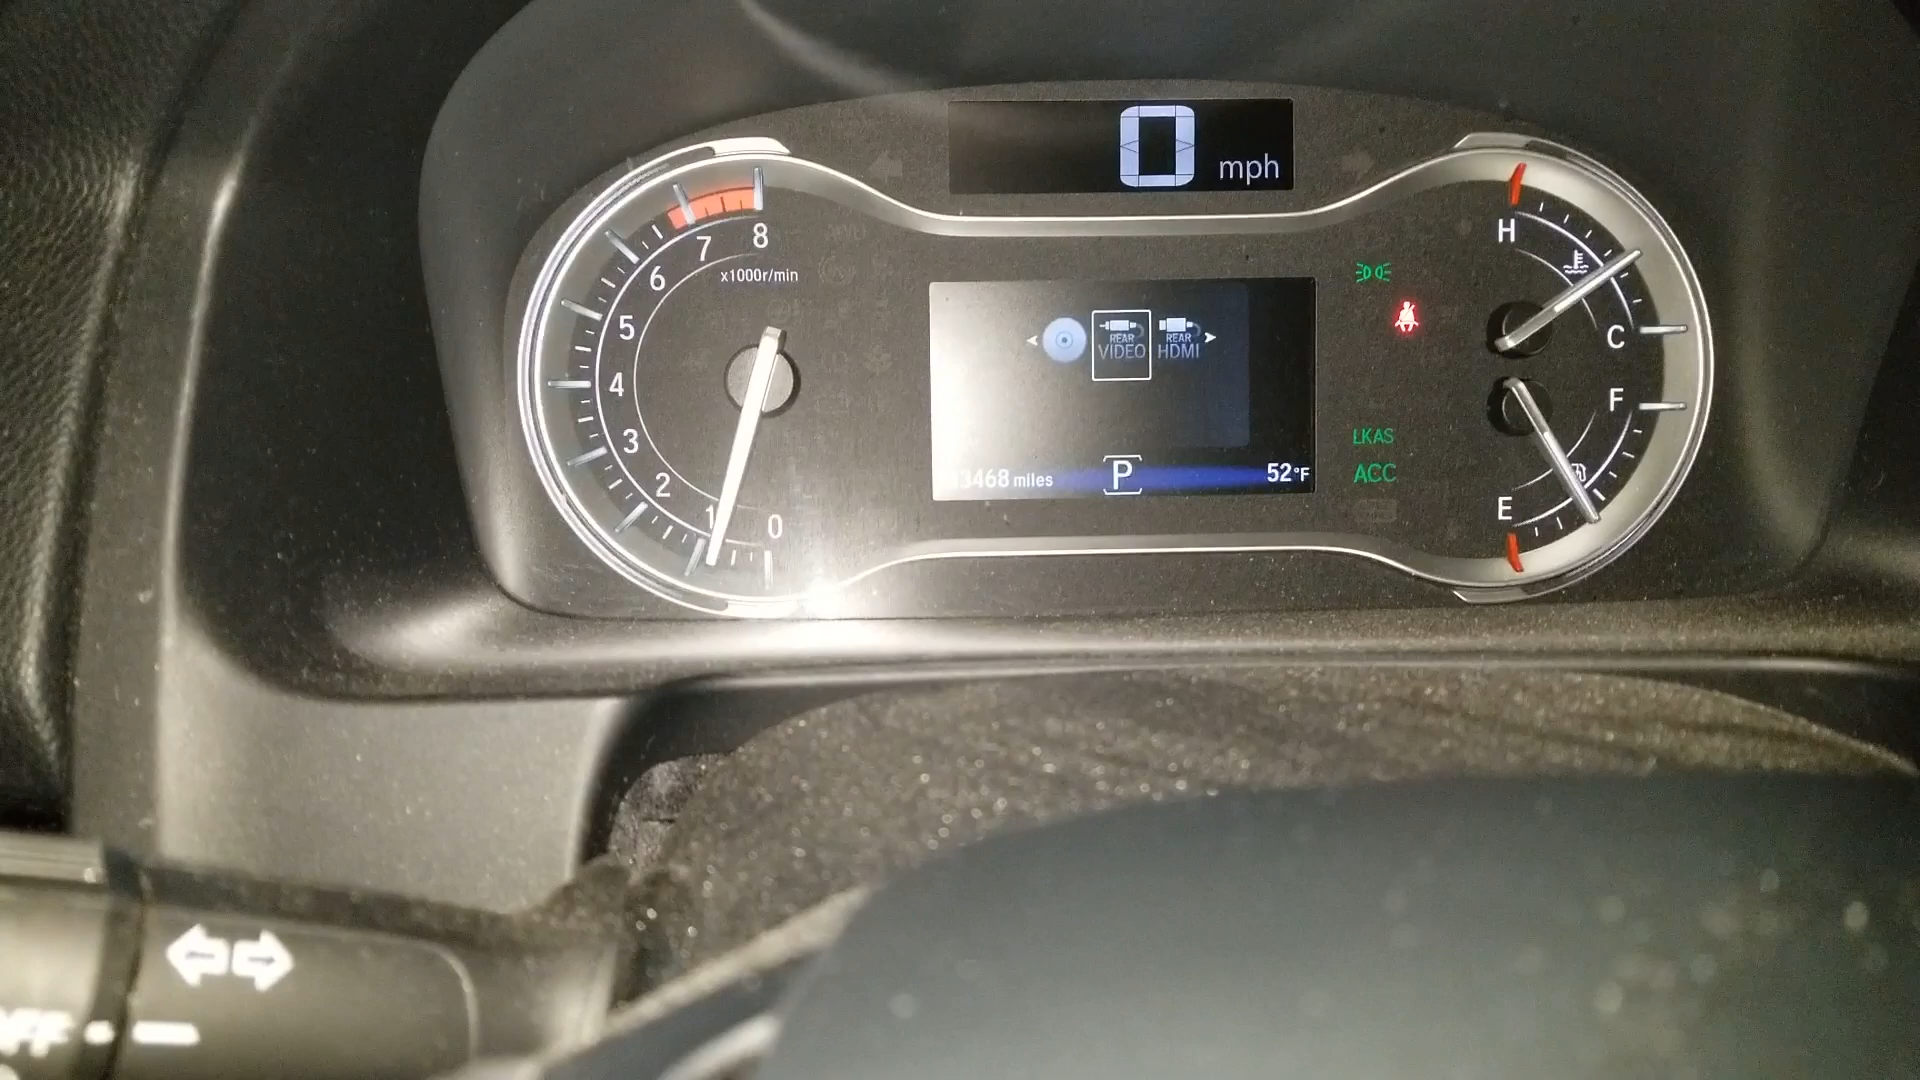 0 mph
8
7
6
5
4
3
2
1
0
x1000r/min
REAR
VIDEO
REAR
HDMI
3468 miles
P
52°F
LKAS
ACC
H
C
F
E